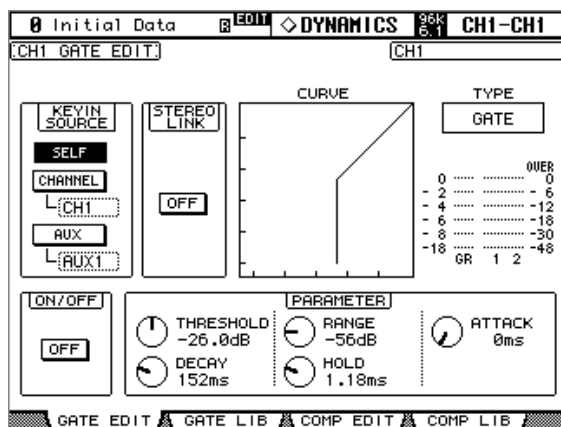 0 Initial Data R EDIT ◇DYNAMICS 96k 6.1 CH1-CH1
CH1 GATE EDIT CH1
KEYIN SOURCE
SELF
CHANNEL
CH1
AUX
AUX1
STEREO LINK
OFF
CURVE
TYPE
GATE
OVER
0 0
- 2 - 6
- 4 -12
- 6 -18
- 8 -30
-18 -48
GR 1 2
ON/OFF
OFF
PARAMETER
THRESHOLD
-26.0dB
RANGE
-56dB
ATTACK
0ms
DECAY
152ms
HOLD
1.18ms
GATE EDIT GATE LIB COMP EDIT COMP LIB